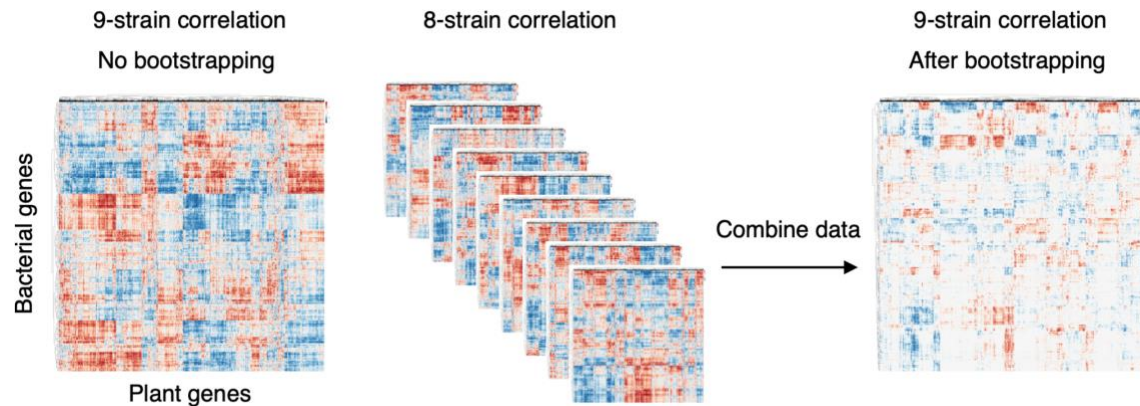 9-strain correlation
No bootstrapping
8-strain correlation
9-strain correlation
After bootstrapping
Bacterial genes
Combine data
Plant genes